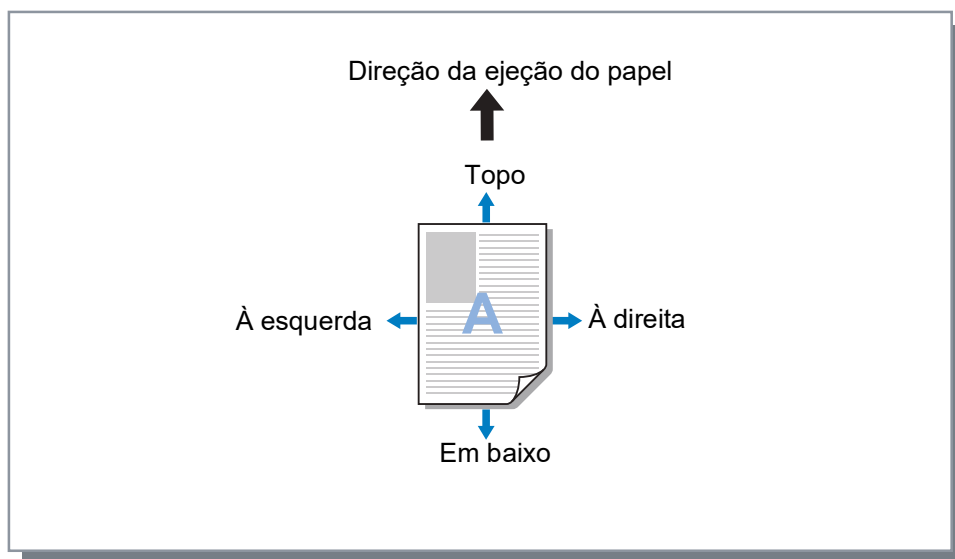 Direção da ejeção do papel
Topo
À esquerda
A
À direita
Em baixo